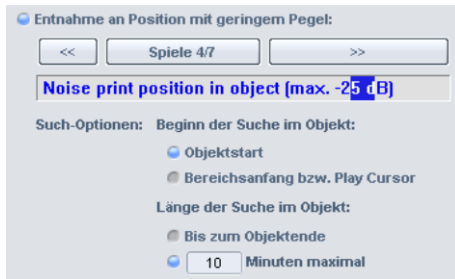 Entnahme an Position mit geringem Pegel:
<< Spiele 4/7 >>
Noise print position in object (max. -25 dB)
Such-Optionen: Beginn der Suche im Objekt:
Objektstart
Bereichsanfang bzw. Play Cursor
Länge der Suche im Objekt:
Bis zum Objektende
10 Minuten maximal